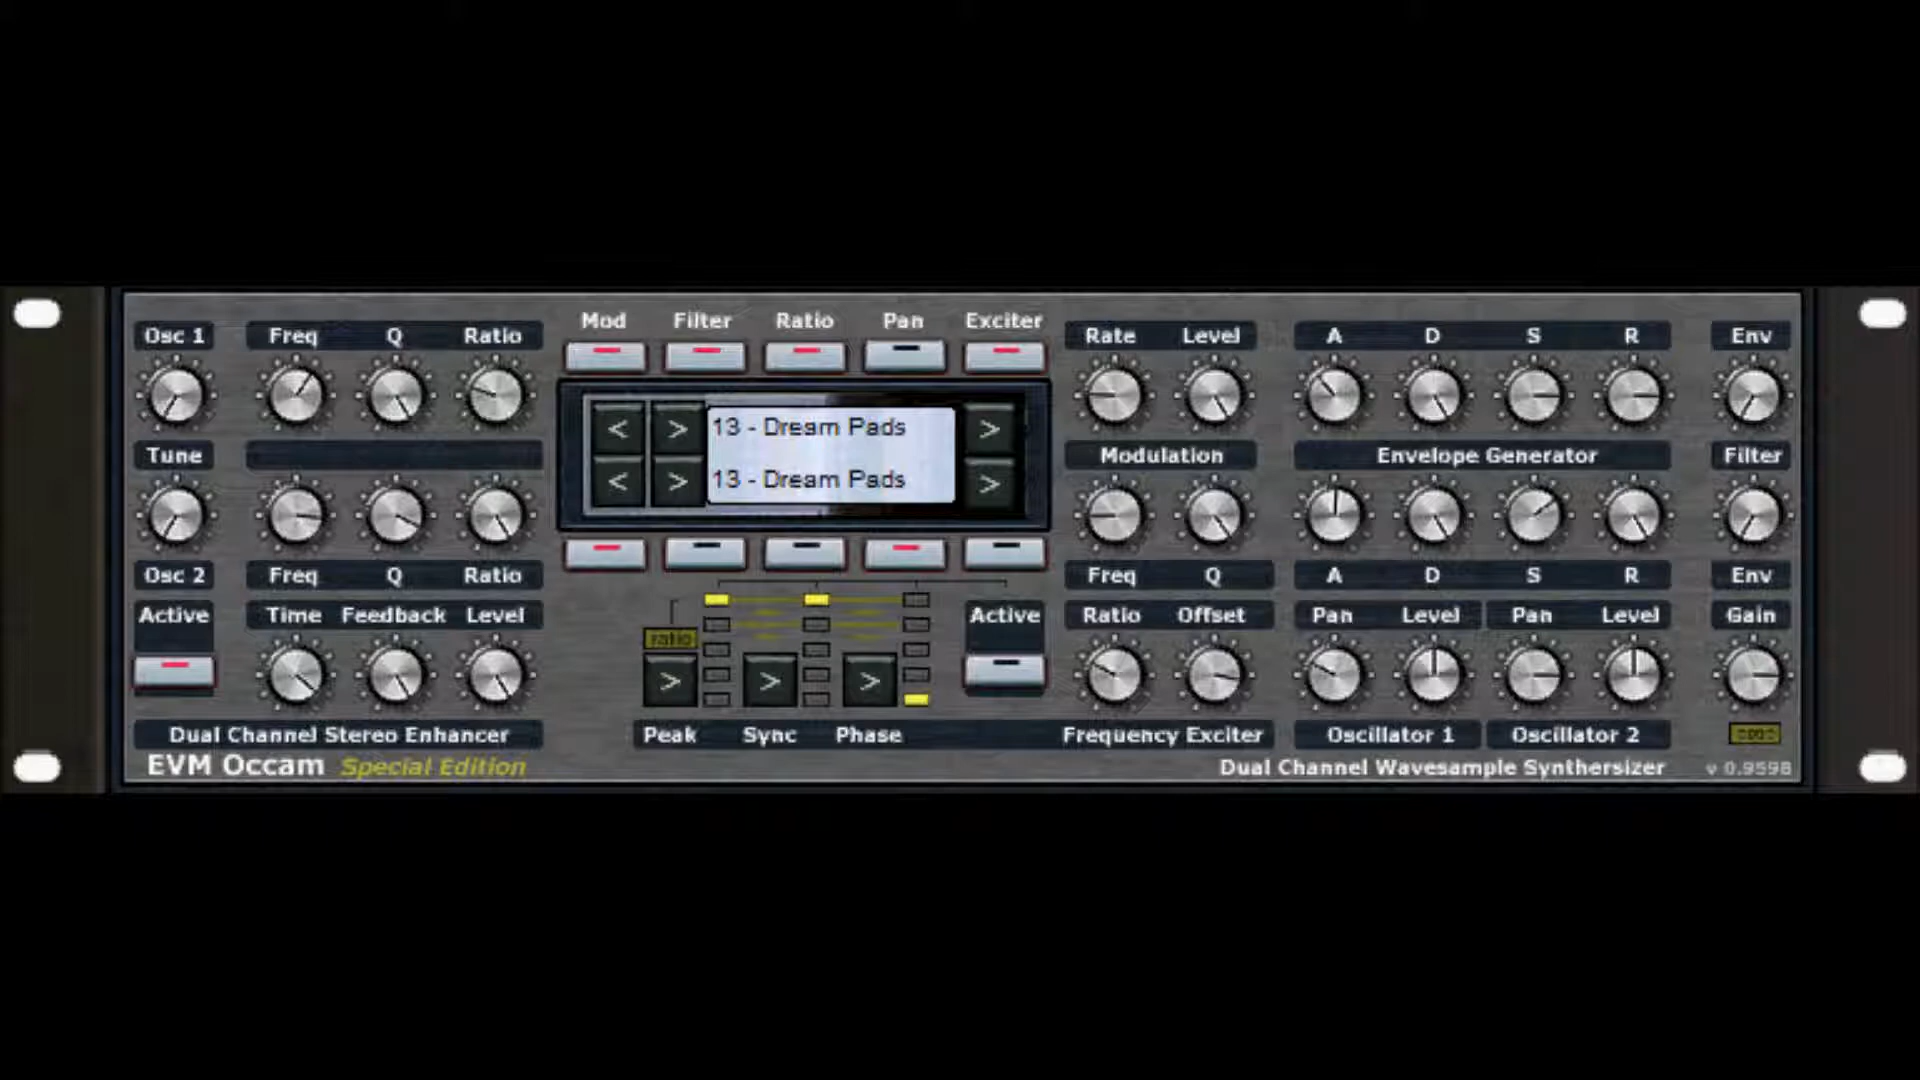 Mod Filter Ratio Pan Exciter
Osc 1 Freq Q Ratio Rate Level A D S R Env
< > 13 - Dream Pads >
Tune Modulation Envelope Generator Filter
< > 13 - Dream Pads >
Osc 2 Freq Q Ratio Freq Q A D S R Env
Active Time Feedback Level Active Ratio Offset Pan Level Pan Level Gain
ratio
> > >
Dual Channel Stereo Enhancer Peak Sync Phase Frequency Exciter Oscillator 1 Oscillator 2
EVM Occam Special Edition Dual Channel Wavesample Synthersizer v 0.9598